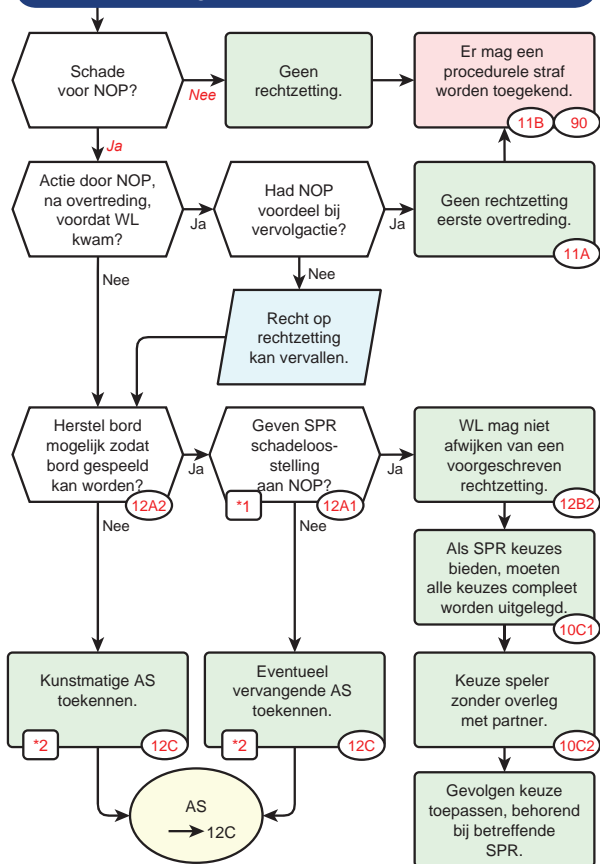 Schade
voor NOP?
Nee
Geen
rechtzetting.
Er mag een
procedurele straf
worden toegekend.
11B
90
Ja
Actie door NOP,
na overtreding,
voordat WL
kwam?
Ja
Had NOP
voordeel bij
vervolgactie?
Ja
Geen rechtzetting
eerste overtreding.
11A
Nee
Nee
Recht op
rechtzetting
kan vervallen.
Herstel bord
mogelijk zodat
bord gespeeld
kan worden?
12A2
Ja
Geven SPR
schadeloos-
stelling
aan NOP?
*1
12A1
Ja
WL mag niet
afwijken van een
voorgeschreven
rechtzetting.
12B2
Nee
Nee
Als SPR keuzes
bieden, moeten
alle keuzes compleet
worden uitgelegd.
10C1
Kunstmatige AS
toekennen.
*2
12C
Eventueel
vervangende AS
toekennen.
*2
12C
Keuze speler
zonder overleg
met partner.
10C2
AS
12C
Gevolgen keuze
toepassen, behorend
bij betreffende
SPR.